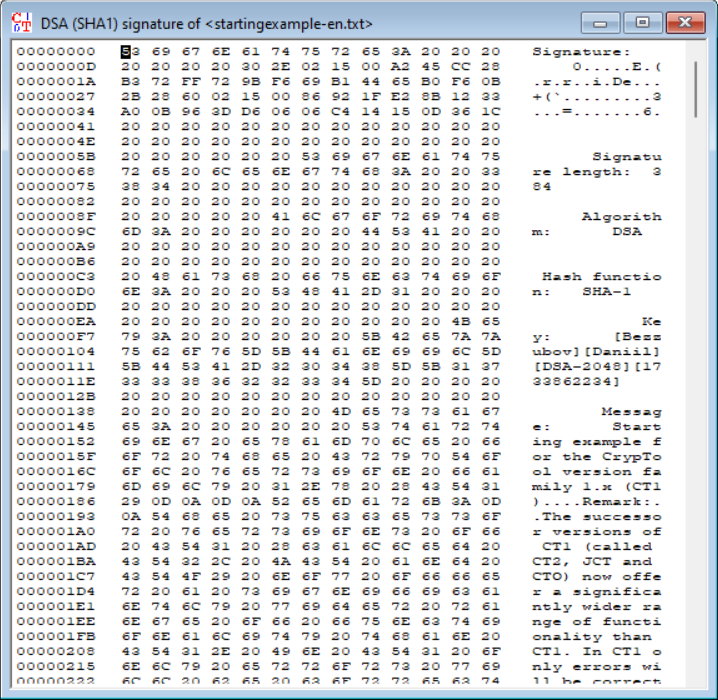 DSA (SHA1) signature of <startingexample-en.txt>
00000000 53 69 67 6E 61 74 75 72 65 3A 20 20 20 Signature:
0000000D 20 20 20 20 30 2E 02 15 00 A2 45 CC 28 0.....E.(
0000001A B3 72 FF 72 9B F6 69 B1 44 65 B0 F6 0B .r.r..i.De...
00000027 2B 28 60 02 15 00 86 92 1F E2 8B 12 33 +(`.........3
00000034 A0 0B 96 3D D6 06 06 C4 14 15 0D 36 1C ...=.......6.
00000041 20 20 20 20 20 20 20 20 20 20 20 20 20
0000004E 20 20 20 20 20 20 20 20 20 20 20 20 20
0000005B 20 20 20 20 20 20 53 69 67 6E 61 74 75 Signatu
00000068 72 65 20 6C 65 6E 67 74 68 3A 20 20 33 re length:  3
00000075 38 34 20 20 20 20 20 20 20 20 20 20 20 84
00000082 20 20 20 20 20 20 20 20 20 20 20 20 20
0000008F 20 20 20 20 20 41 6C 67 6F 72 69 74 68 Algorith
0000009C 6D 3A 20 20 20 20 20 20 44 53 41 20 20 m:      DSA
000000A9 20 20 20 20 20 20 20 20 20 20 20 20 20
000000B6 20 20 20 20 20 20 20 20 20 20 20 20 20
000000C3 20 48 61 73 68 20 66 75 6E 63 74 69 6F Hash functio
000000D0 6E 3A 20 20 20 53 48 41 2D 31 20 20 20 n:   SHA-1
000000DD 20 20 20 20 20 20 20 20 20 20 20 20 20
000000EA 20 20 20 20 20 20 20 20 20 20 20 4B 65 Ke
000000F7 79 3A 20 20 20 20 20 20 5B 42 65 7A 7A y:      [Bezz
00000104 75 62 6F 76 5D 5B 44 61 6E 69 69 6C 5D ubov][Daniil]
00000111 5B 44 53 41 2D 32 30 34 38 5D 5B 31 37 [DSA-2048][17
0000011E 33 33 38 36 32 32 33 34 5D 20 20 20 20 33862234]
0000012B 20 20 20 20 20 20 20 20 20 20 20 20 20
00000138 20 20 20 20 20 20 20 4D 65 73 73 61 67 Messag
00000145 65 3A 20 20 20 20 20 20 53 74 61 72 74 e:      Start
00000152 69 6E 67 20 65 78 61 6D 70 6C 65 20 66 ing example f
0000015F 6F 72 20 74 68 65 20 43 72 79 70 54 6F or the CrypTo
0000016C 6F 6C 20 76 65 72 73 69 6F 6E 20 66 61 ol version fa
00000179 6D 69 6C 79 20 31 2E 78 20 28 43 54 31 mily 1.x (CT1
00000186 29 0D 0A 0D 0A 52 65 6D 61 72 6B 3A 0D )....Remark:.
00000193 0A 54 68 65 20 73 75 63 63 65 73 73 6F .The successo
000001A0 72 20 76 65 72 73 69 6F 6E 73 20 6F 66 r versions of
000001AD 20 43 54 31 20 28 63 61 6C 6C 65 64 20 CT1 (called
000001BA 43 54 32 2C 20 4A 43 54 20 61 6E 64 20 CT2, JCT and
000001C7 43 54 4F 29 20 6E 6F 77 20 6F 66 66 65 CTO) now offe
000001D4 72 20 61 20 73 69 67 6E 69 66 69 63 61 r a significa
000001E1 6E 74 6C 79 20 77 69 64 65 72 20 72 61 ntly wider ra
000001EE 6E 67 65 20 6F 66 20 66 75 6E 63 74 69 nge of functi
000001FB 6F 6E 61 6C 69 74 79 20 74 68 61 6E 20 onality than
00000208 43 54 31 2E 20 49 6E 20 43 54 31 20 6F CT1. In CT1 o
00000215 6E 6C 79 20 65 72 72 6F 72 73 20 77 69 nly errors wi
00000222 6C 6C 20 62 65 20 63 6F 72 72 65 63 74 ll be correct